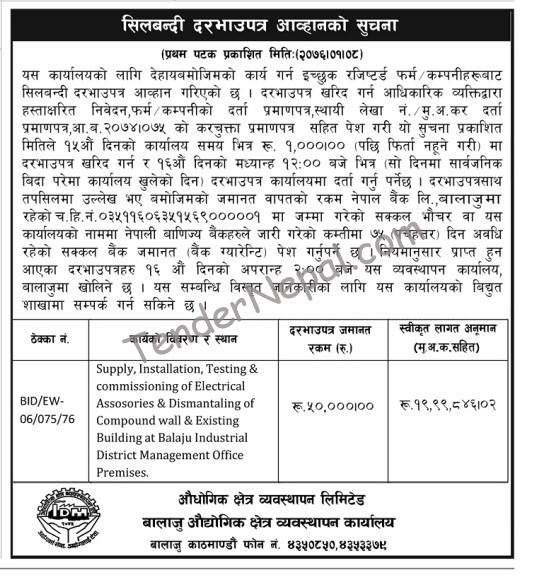 सिलबन्दी दरभाउपत्र आव्हानको सुचना
(प्रथम पटक प्रकाशित मितिः(२०७६।०१।०८)
यस कार्यालयको लागि देहायबमोजिमको कार्य गर्न इच्छुक रजिष्टर्ड फर्म/कम्पनीहरूबाट
सिलबन्दी दरभाउपत्र आव्हान गरिएको छ । दरभाउपत्र खरिद गर्न आधिकारिक व्यक्तिद्वारा
हस्ताक्षरित निवेदन,फर्म/कम्पनीको दर्ता प्रमाणपत्र,स्थायी लेखा नं./मु.अ.कर दर्ता
प्रमाणपत्र,आ.ब.२०७४।०७५ को करचुक्ता प्रमाणपत्र सहित पेश गरी यो सुचना प्रकाशित
मितिले १५औं दिनको कार्यालय समय भित्र रू. १,०००।०० (पछि फिर्ता नहूने गरी) मा
दरभाउपत्र खरिद गर्न र १६औं दिनको मध्यान्ह १२:०० बजे भित्र (सो दिनमा सार्वजनिक
बिदा परेमा कार्यालय खुलेको दिन) दरभाउपत्र कार्यालयमा दर्ता गुर्न पर्नेछ । दरभाउपत्रसाथ
तपसिलमा उल्लेख भए बमोजिमको जमानत वापतको रकम नेपाल बैंक लि.,बालाजुमा
रहेको च.हि.नं.०३५११६०६३५१५६९०००००१ मा जम्मा गरेको सक्कल भौचर वा यस
कार्यालयको नाममा नेपाली बाणिज्य बैंकहरुले जारी गरेको कम्तीमा ७५ (पचहत्तर) दिन अवधि
रहेको सक्कल बैंक जमानत (बैंक ग्यारेन्टि) पेश गर्नुपर्ने छ । नियमानुसार प्राप्त हुन
आएका दरभाउपत्रहरु १६ औं दिनको अपरान्ह २:०० बजे यस व्यवस्थापन कार्यालय,
बालाजुमा खोलिने छ । यस सम्बन्धि विस्तृत जानकारीको लागि यस कार्यालयको बिद्युत
शाखामा सम्पर्क गर्न सकिने छ ।
TenderNepal.com
ठेक्का नं. कार्यको विवरण र स्थान दरभाउपत्र जमानत रकम (रु.) स्वीकृत लागत अनूमान (मू.अ.क.सहित)
BID/EW-06/075/76
Supply, Installation, Testing &
commissioning of Electrical
Assosories & Dismantaling of
Compound wall & Existing
Building at Balaju Industrial
District Management Office
Premises.
रू.५०,०००।००
रू.१९,९९,८४६।०२
IDM
औधोगिक क्षेत्र व्यवस्थापन लिमिटेड
बालाजु औद्योगिक क्षेत्र व्यवस्थापन कार्यालय
बालाजु काठमाण्डौं फोन नं. ४३५०८५०,४३५३३७९